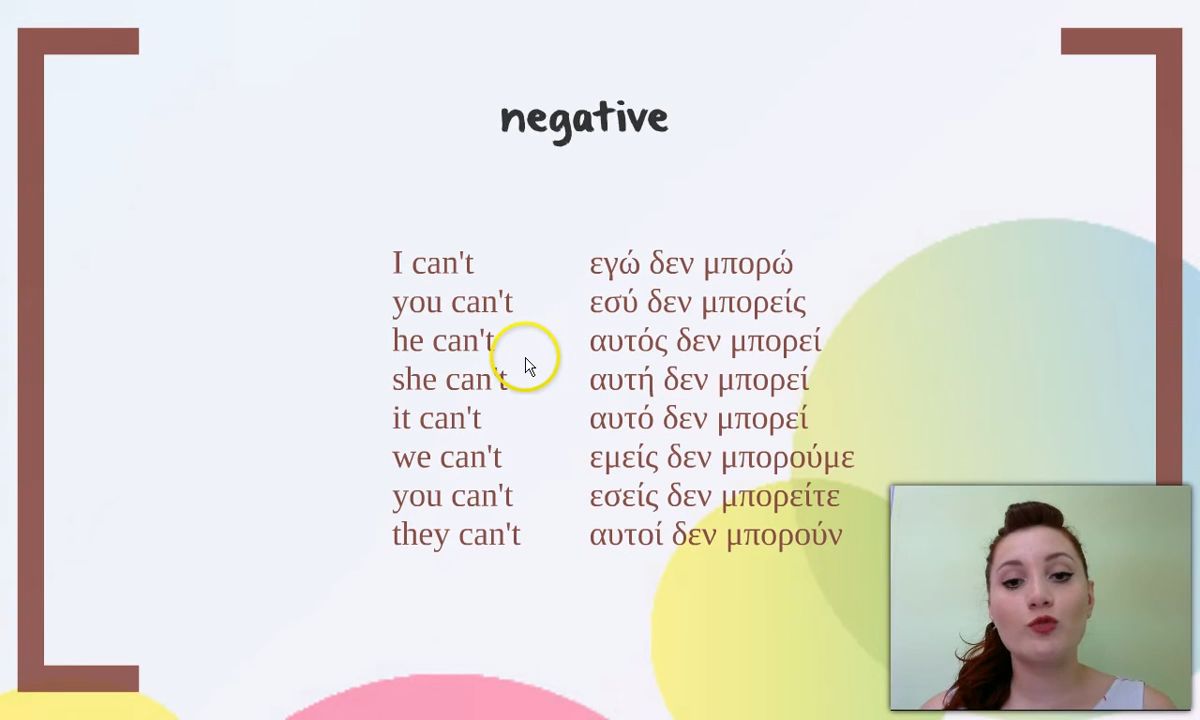 negative
I can't εγώ δεν μπορώ
you can't εσύ δεν μπορείς
he can't αυτός δεν μπορεί
she can't αυτή δεν μπορεί
it can't αυτό δεν μπορεί
we can't εμείς δεν μπορούμε
you can't εσείς δεν μπορείτε
they can't αυτοί δεν μπορούν